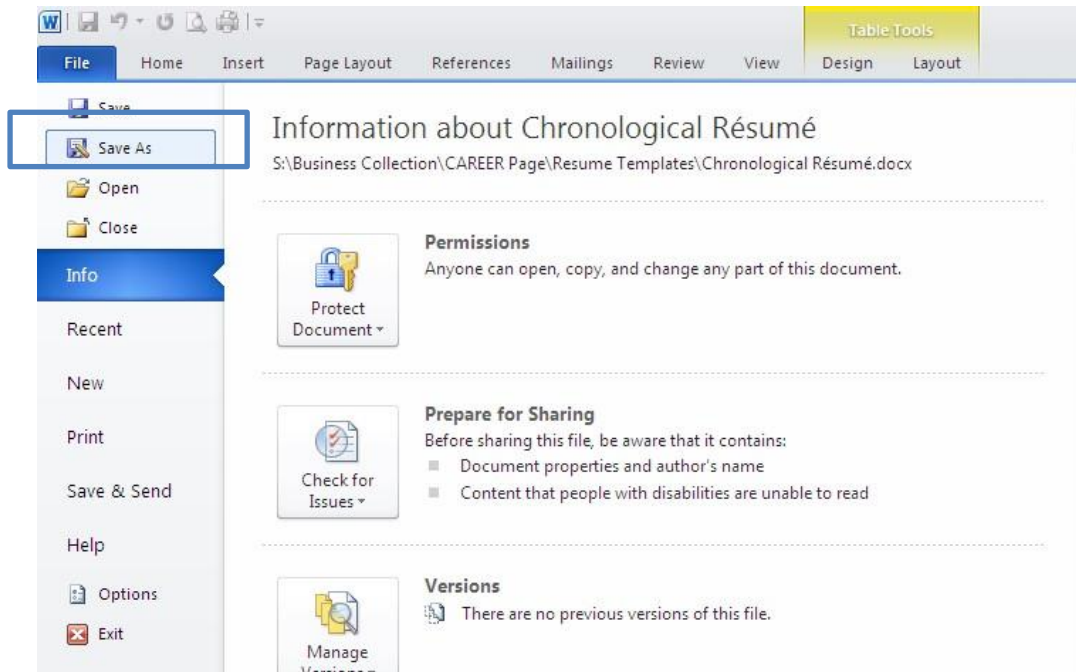 W
Table Tools
File Home Insert Page Layout References Mailings Review View Design Layout
Save
Save As
Open
Close
Info
Recent
New
Print
Save & Send
Help
Options
Exit
Information about Chronological Résumé
S:\Business Collection\CAREER Page\Resume Templates\Chronological Résumé.docx
Protect
Document
Permissions
Anyone can open, copy, and change any part of this document.
Check for
Issues
Prepare for Sharing
Before sharing this file, be aware that it contains:
Document properties and author's name
Content that people with disabilities are unable to read
Manage
Versions
Versions
There are no previous versions of this file.